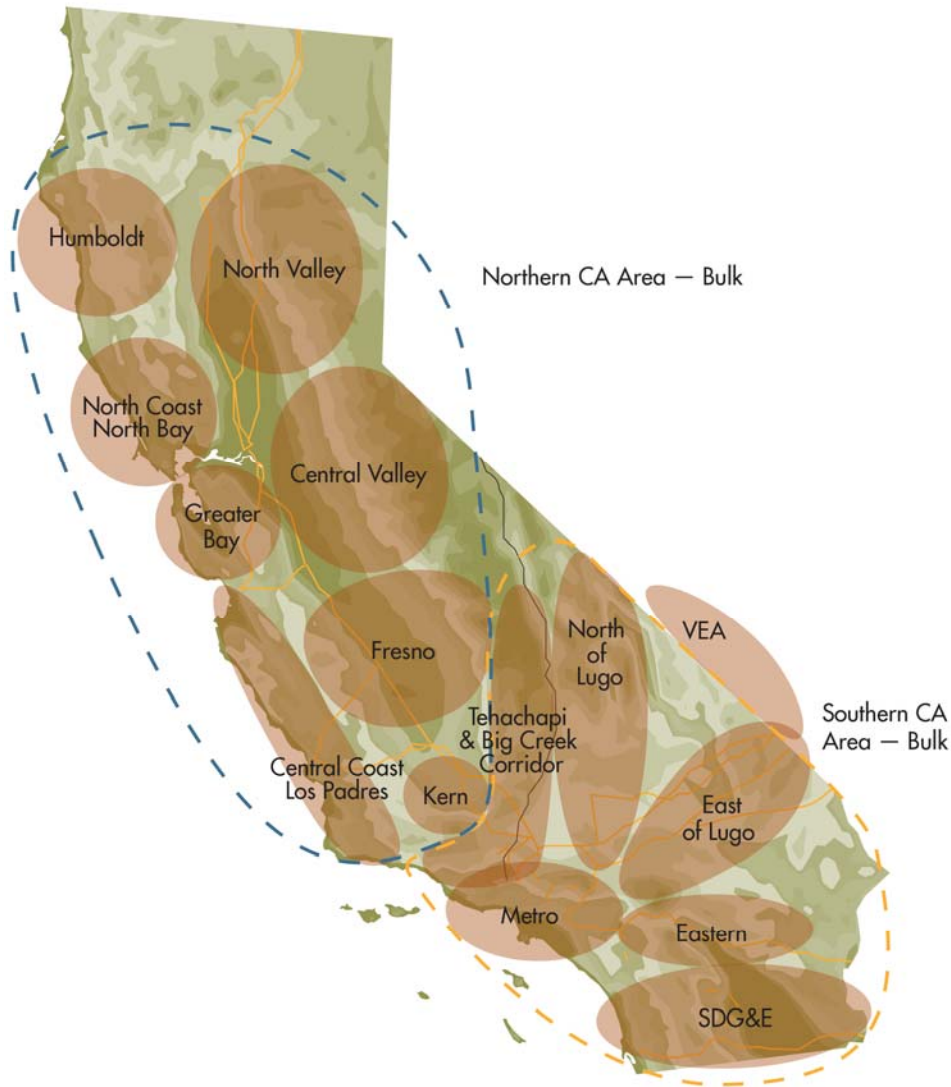 Humboldt
North Valley
Northern CA Area — Bulk
North Coast
North Bay
Central Valley
Greater
Bay
Fresno
North
of
Lugo
VEA
Southern CA
Area — Bulk
Tehachapi
& Big Creek
Corridor
Central Coast
Los Padres
Kern
East
of Lugo
Metro
Eastern
SDG&E